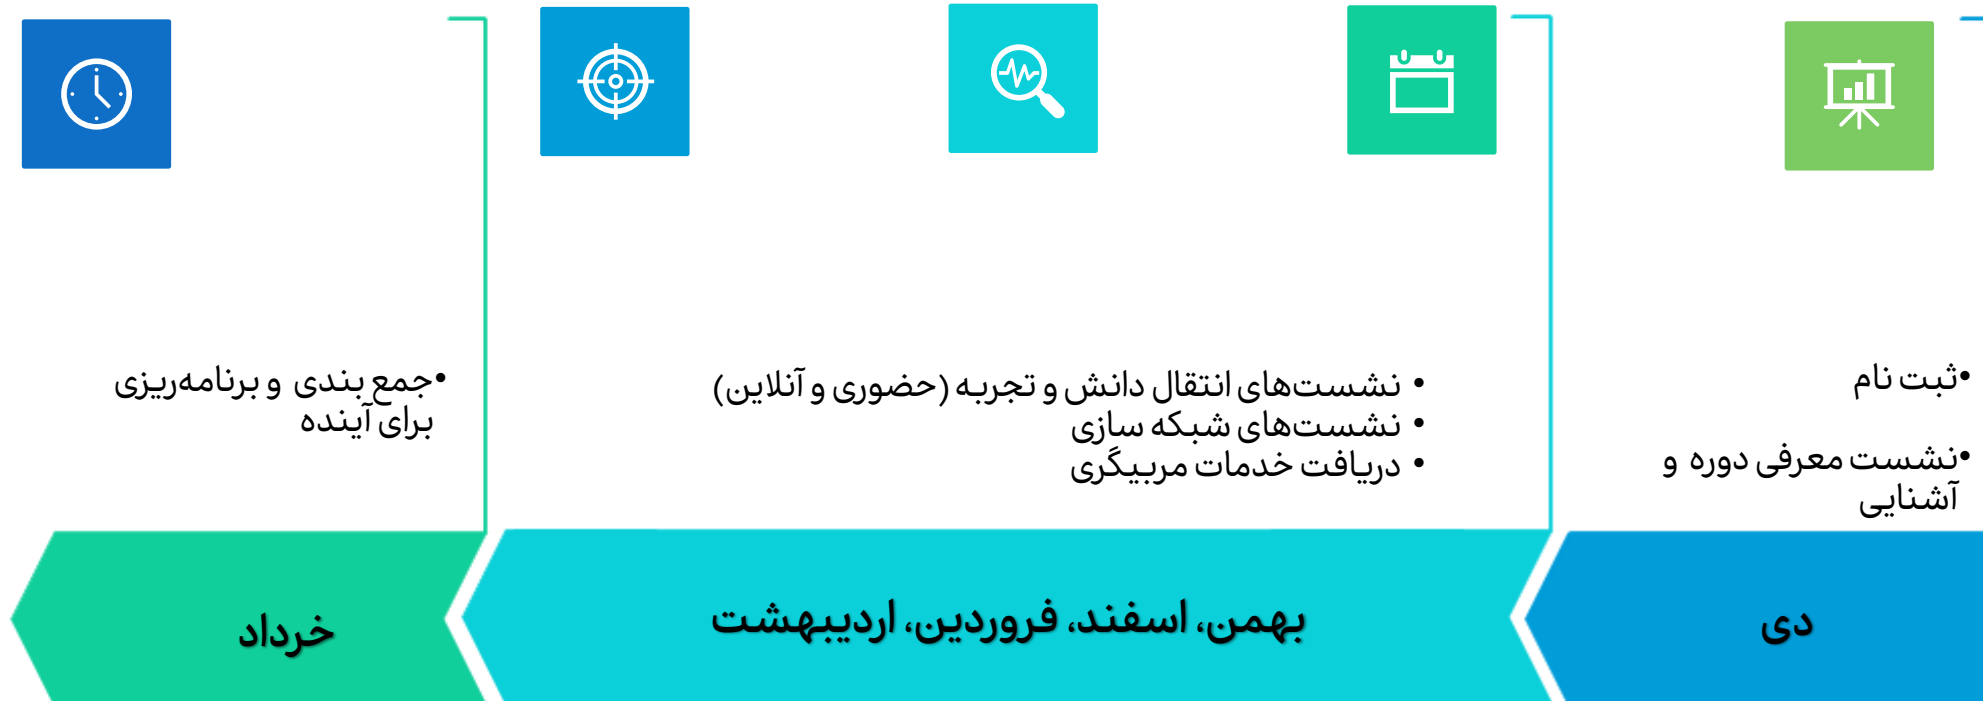 •ثبت نام
•نشست معرفی دوره و
آشنایی
دی
• نشست‌های انتقال دانش و تجربه (حضوری و آنلاین)
• نشست‌های شبکه سازی
• دریافت خدمات مربیگری
بهمن، اسفند، فروردین، اردیبهشت
•جمع بندی و برنامه‌ریزی
برای آینده
خرداد